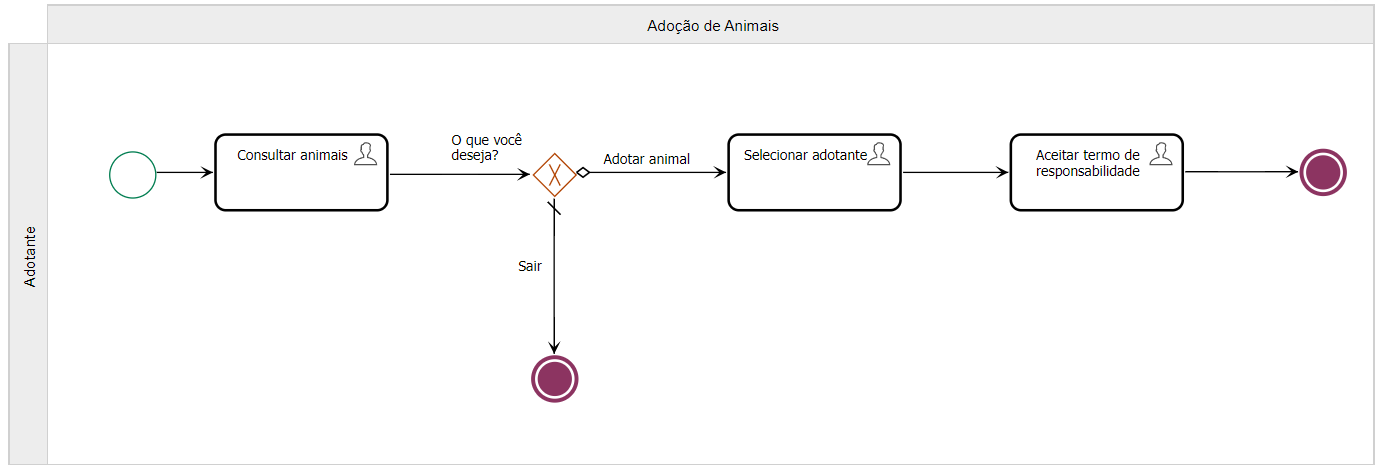 Adoção de Animais
Adotante
Consultar animais
O que você
deseja?
X
Adotar animal
Selecionar adotante
Aceitar termo de
responsabilidade
Sair